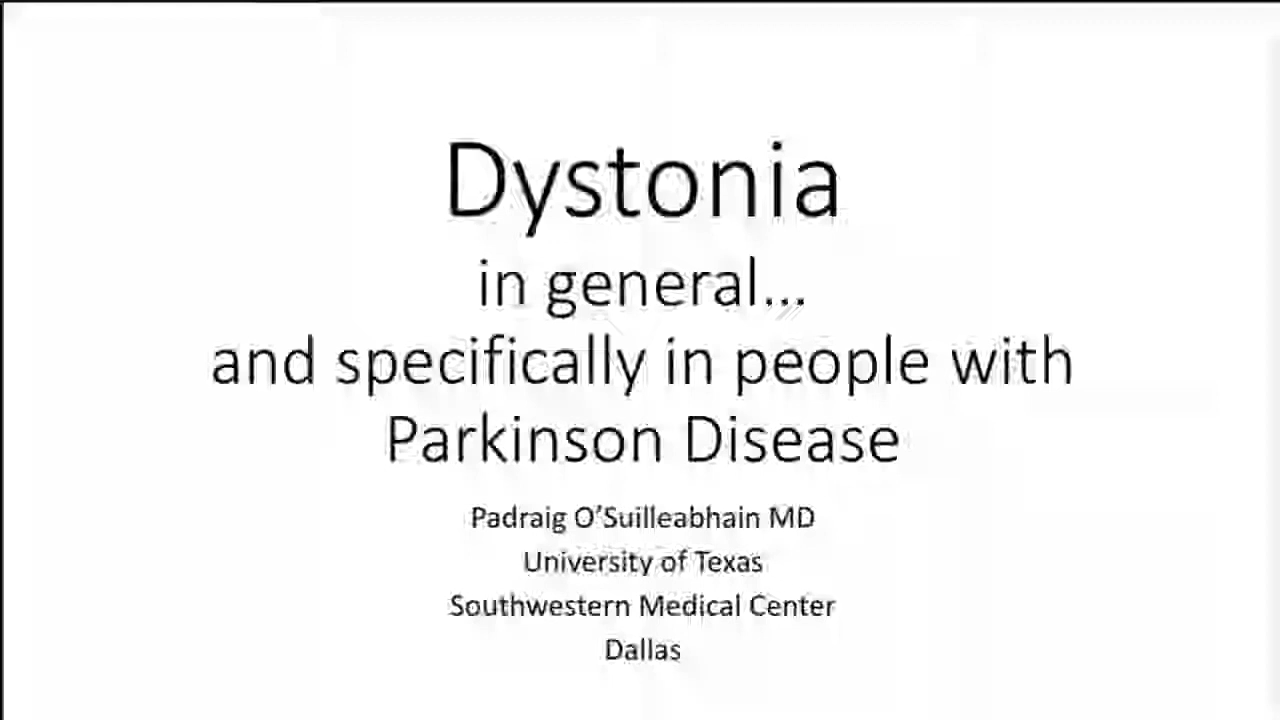 Dystonia
in general...
and specifically in people with
Parkinson Disease
Padraig O'Suilleabhain MD
University of Texas
Southwestern Medical Center
Dallas